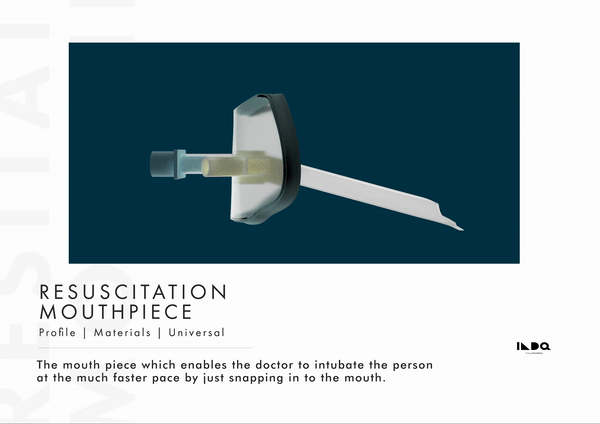 RESUSCITATION
MOUTHPIECE
Profile | Materials | Universal
The mouth piece which enables the doctor to intubate the person
at the much faster pace by just snapping in to the mouth.
INDQ